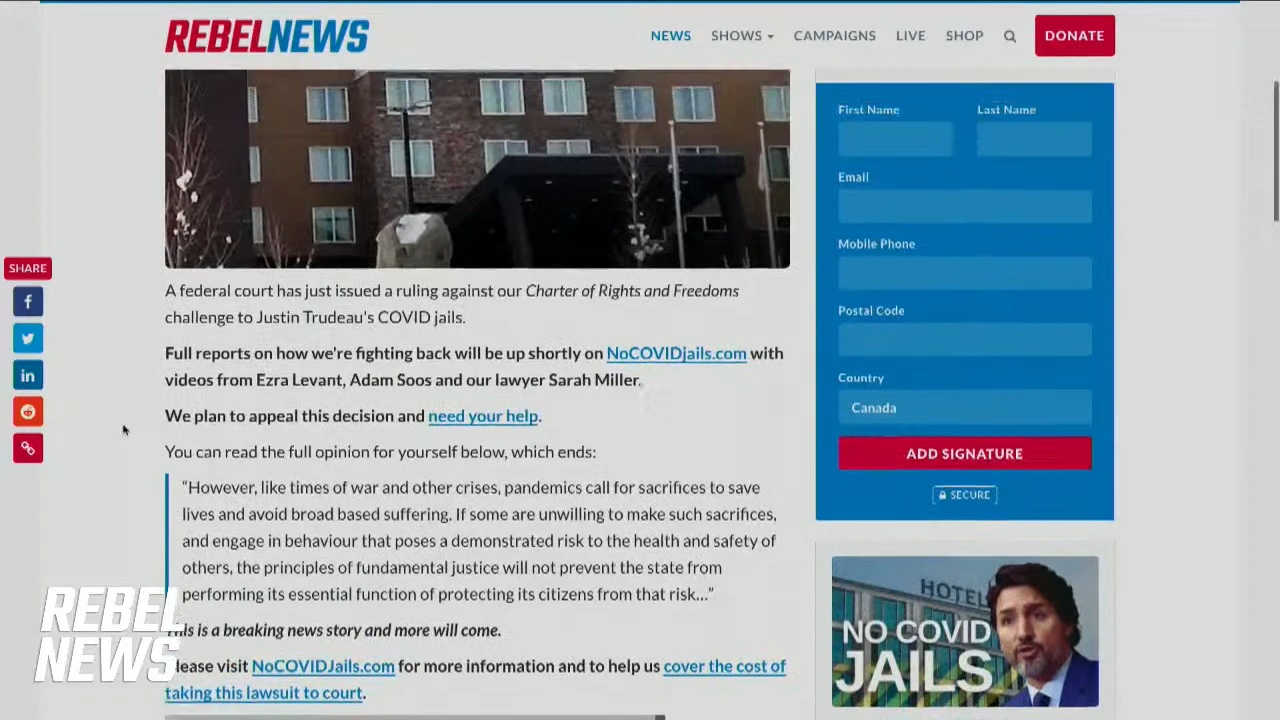 REBELNEWS
NEWS
SHOWS
CAMPAIGNS
LIVE
SHOP
DONATE
SHARE
A federal court has just issued a ruling against our Charter of Rights and Freedoms
challenge to Justin Trudeau's COVID jails.
Full reports on how we're fighting back will be up shortly on NoCOVIDjails.com with
videos from Ezra Levant, Adam Soos and our lawyer Sarah Miller.
We plan to appeal this decision and need your help.
You can read the full opinion for yourself below, which ends:
“However, like times of war and other crises, pandemics call for sacrifices to save
lives and avoid broad based suffering. If some are unwilling to make such sacrifices,
and engage in behaviour that poses a demonstrated risk to the health and safety of
others, the principles of fundamental justice will not prevent the state from
performing its essential function of protecting its citizens from that risk…”
This is a breaking news story and more will come.
Please visit NoCOVIDJails.com for more information and to help us cover the cost of
taking this lawsuit to court.
First Name
Last Name
Email
Mobile Phone
Postal Code
Country
Canada
ADD SIGNATURE
SECURE
HOTEL
NO COVID
JAILS
REBEL
NEWS